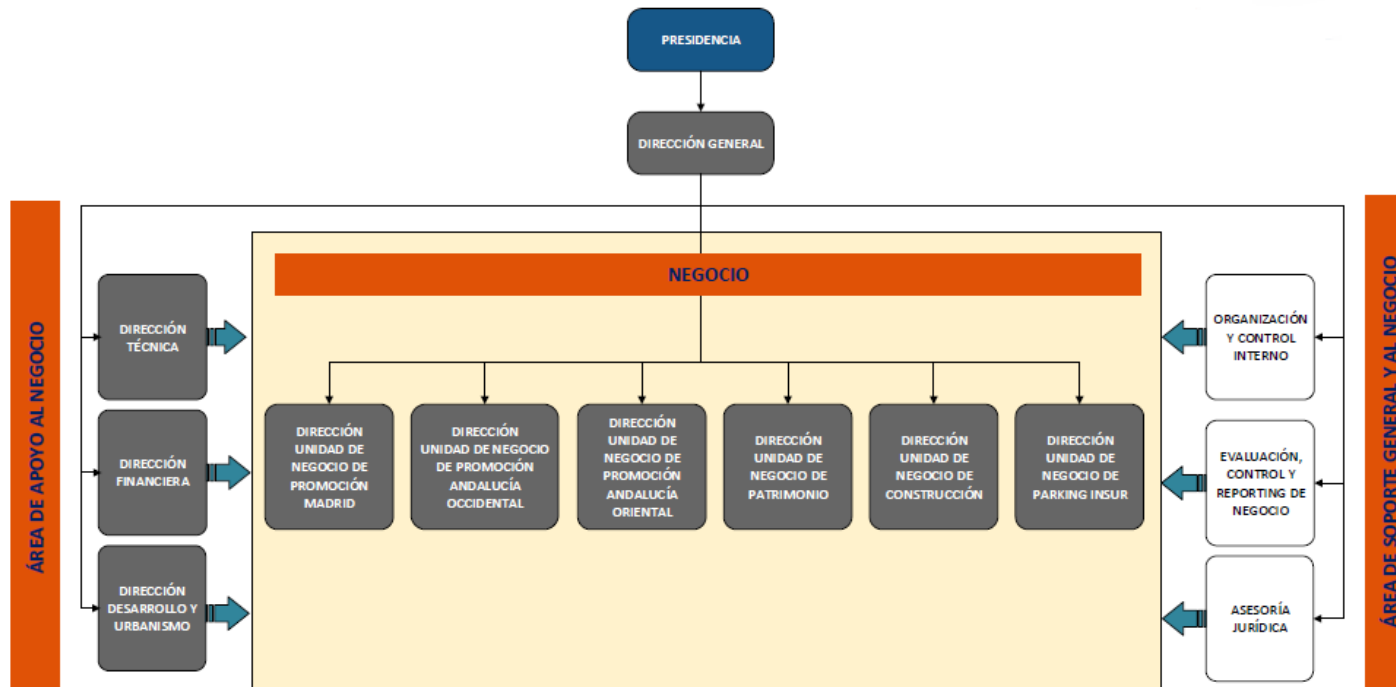 PRESIDENCIA
DIRECCIÓN GENERAL
ÁREA DE APOYO AL NEGOCIO
DIRECCIÓN
TÉCNICA
DIRECCIÓN
FINANCIERA
DIRECCIÓN
DESARROLLO Y
URBANISMO
NEGOCIO
DIRECCIÓN
UNIDAD DE
NEGOCIO DE
PROMOCIÓN
MADRID
DIRECCIÓN
UNIDAD DE NEGOCIO
DE PROMOCIÓN
ANDALUCÍA
OCCIDENTAL
DIRECCIÓN
UNIDAD DE
NEGOCIO DE
PROMOCIÓN
ANDALUCÍA
ORIENTAL
DIRECCIÓN
UNIDAD DE
NEGOCIO DE
PATRIMONIO
DIRECCIÓN
UNIDAD DE
NEGOCIO DE
CONSTRUCCIÓN
DIRECCIÓN
UNIDAD DE
NEGOCIO DE
PARKING INSUR
ORGANIZACIÓN
Y CONTROL
INTERNO
EVALUACIÓN,
CONTROL Y
REPORTING DE
NEGOCIO
ASESORÍA
JURÍDICA
ÁREA DE SOPORTE GENERAL Y AL NEGOCIO